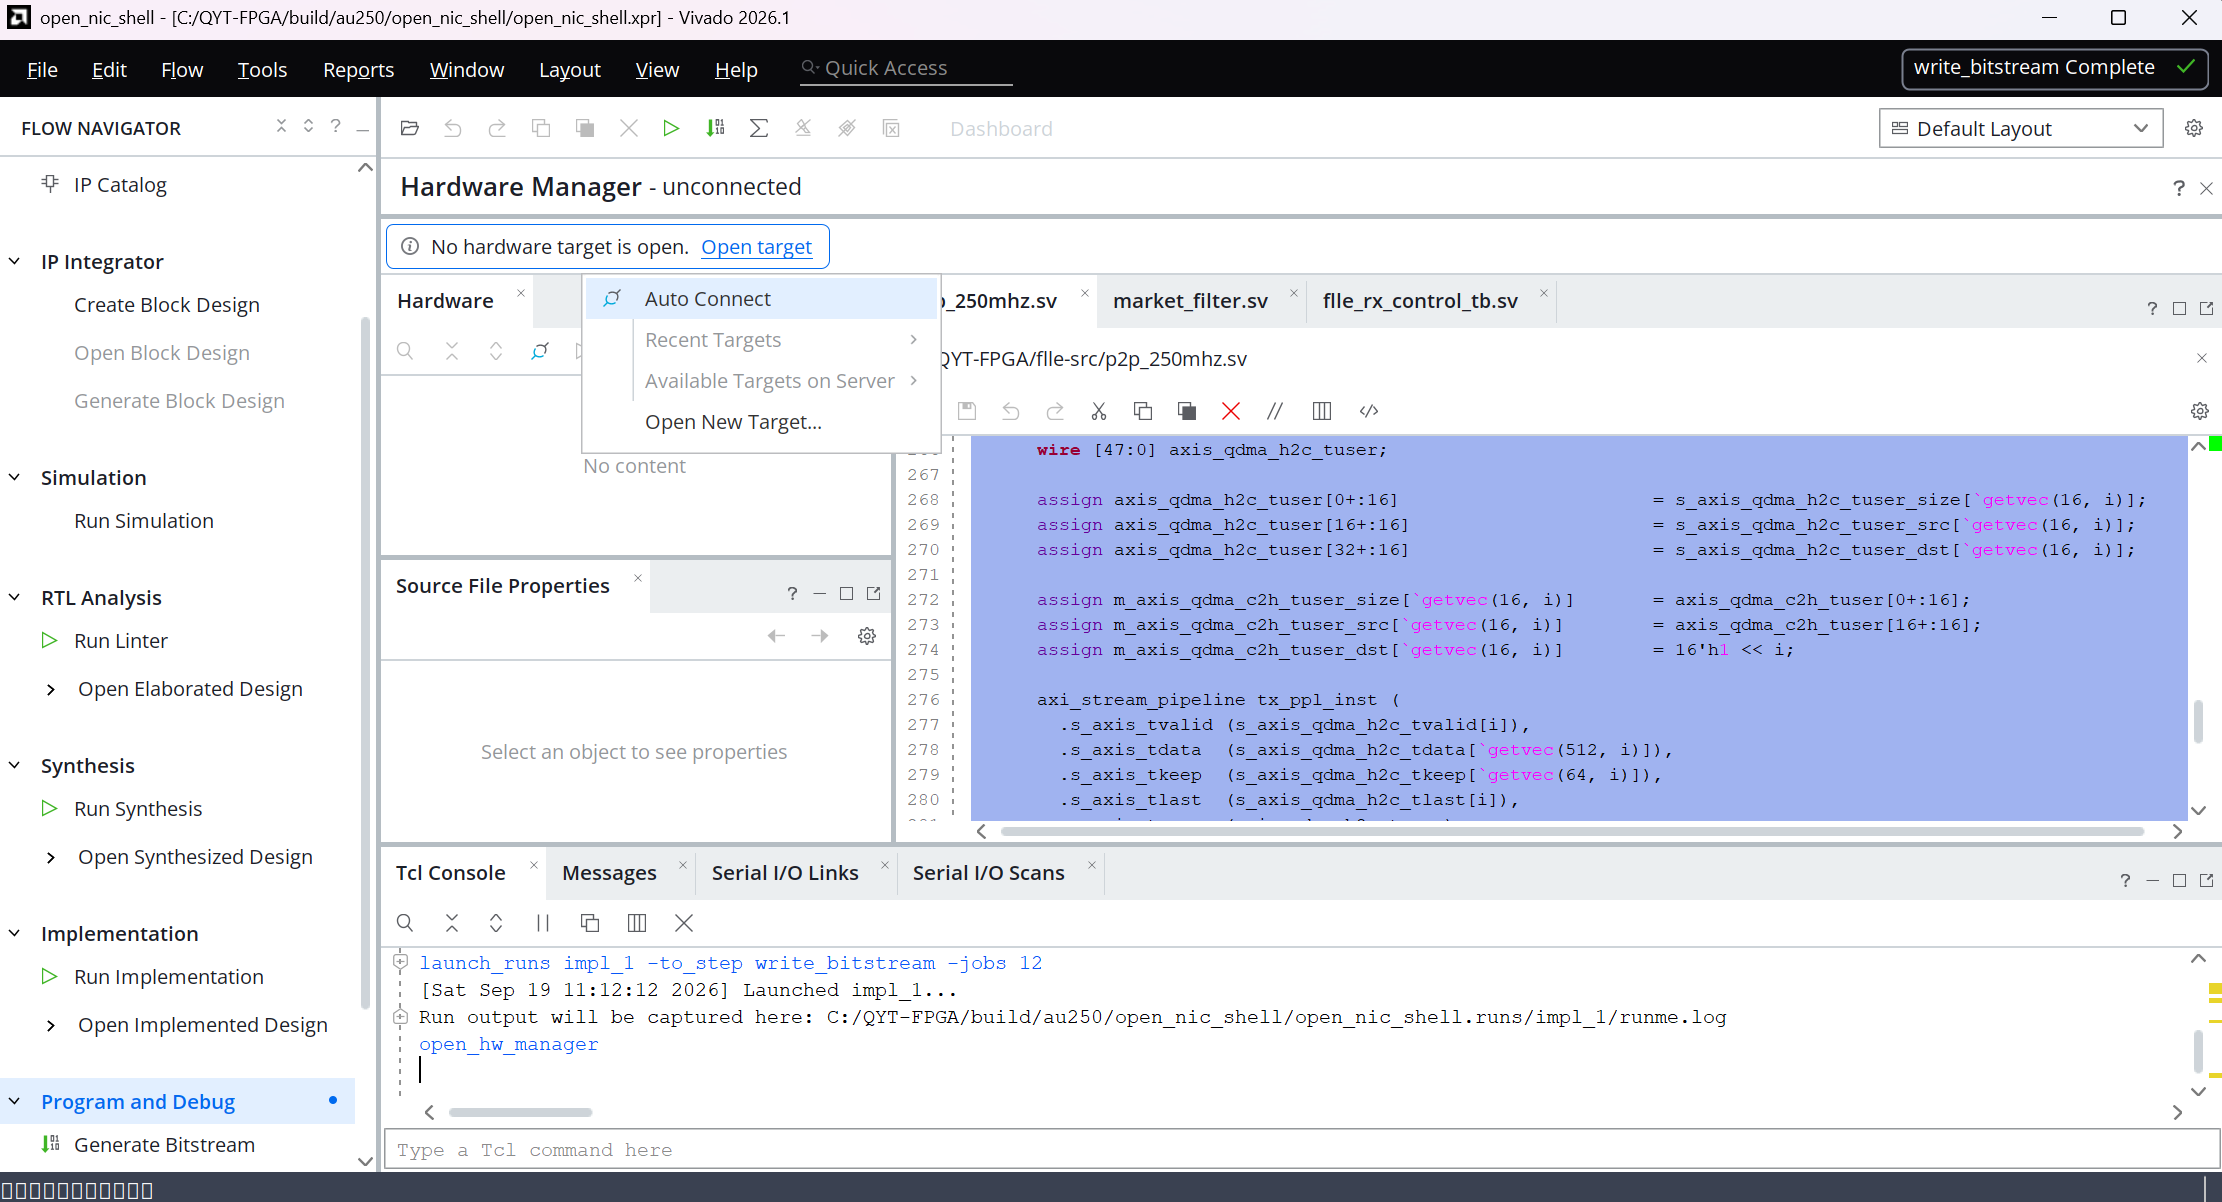 open_nic_shell - [C:/QYT-FPGA/build/au250/open_nic_shell/open_nic_shell.xpr] - Vivado 2026.1
File Edit Flow Tools Reports Window Layout View Help Quick Access write_bitstream Complete
FLOW NAVIGATOR
Dashboard
Default Layout
IP Catalog
IP Integrator
Create Block Design
Open Block Design
Generate Block Design
Simulation
Run Simulation
RTL Analysis
Run Linter
Open Elaborated Design
Synthesis
Run Synthesis
Open Synthesized Design
Implementation
Run Implementation
Open Implemented Design
Program and Debug
Generate Bitstream
Hardware Manager - unconnected
No hardware target is open. Open target
Hardware
Auto Connect
Recent Targets
Available Targets on Server
Open New Target...
No content
Source File Properties
Select an object to see properties
_250mhz.sv market_filter.sv flle_rx_control_tb.sv
QYT-FPGA/flle-src/p2p_250mhz.sv
wire [47:0] axis_qdma_h2c_tuser;
267
268 assign axis_qdma_h2c_tuser[0+:16] = s_axis_qdma_h2c_tuser_size[`getvec(16, i)];
269 assign axis_qdma_h2c_tuser[16+:16] = s_axis_qdma_h2c_tuser_src[`getvec(16, i)];
270 assign axis_qdma_h2c_tuser[32+:16] = s_axis_qdma_h2c_tuser_dst[`getvec(16, i)];
271
272 assign m_axis_qdma_c2h_tuser_size[`getvec(16, i)] = axis_qdma_c2h_tuser[0+:16];
273 assign m_axis_qdma_c2h_tuser_src[`getvec(16, i)] = axis_qdma_c2h_tuser[16+:16];
274 assign m_axis_qdma_c2h_tuser_dst[`getvec(16, i)] = 16'h1 << i;
275
276 axi_stream_pipeline tx_ppl_inst (
277 .s_axis_tvalid (s_axis_qdma_h2c_tvalid[i]),
278 .s_axis_tdata (s_axis_qdma_h2c_tdata[`getvec(512, i)]),
279 .s_axis_tkeep (s_axis_qdma_h2c_tkeep[`getvec(64, i)]),
280 .s_axis_tlast (s_axis_qdma_h2c_tlast[i]),
Tcl Console Messages Serial I/O Links Serial I/O Scans
launch_runs impl_1 -to_step write_bitstream -jobs 12
[Sat Sep 19 11:12:12 2026] Launched impl_1...
Run output will be captured here: C:/QYT-FPGA/build/au250/open_nic_shell/open_nic_shell.runs/impl_1/runme.log
open_hw_manager
Type a Tcl command here